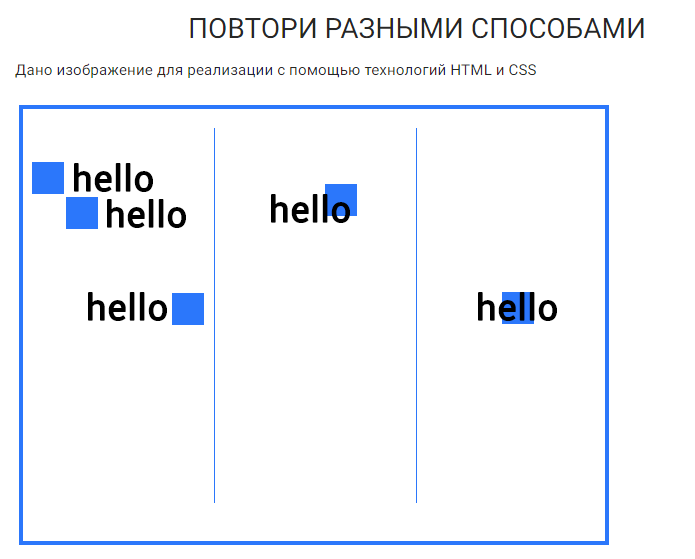 ПОВТОРИ РАЗНЫМИ СПОСОБАМИ
Дано изображение для реализации с помощью технологий HTML и CSS
hello
hello
hello
hello
hello